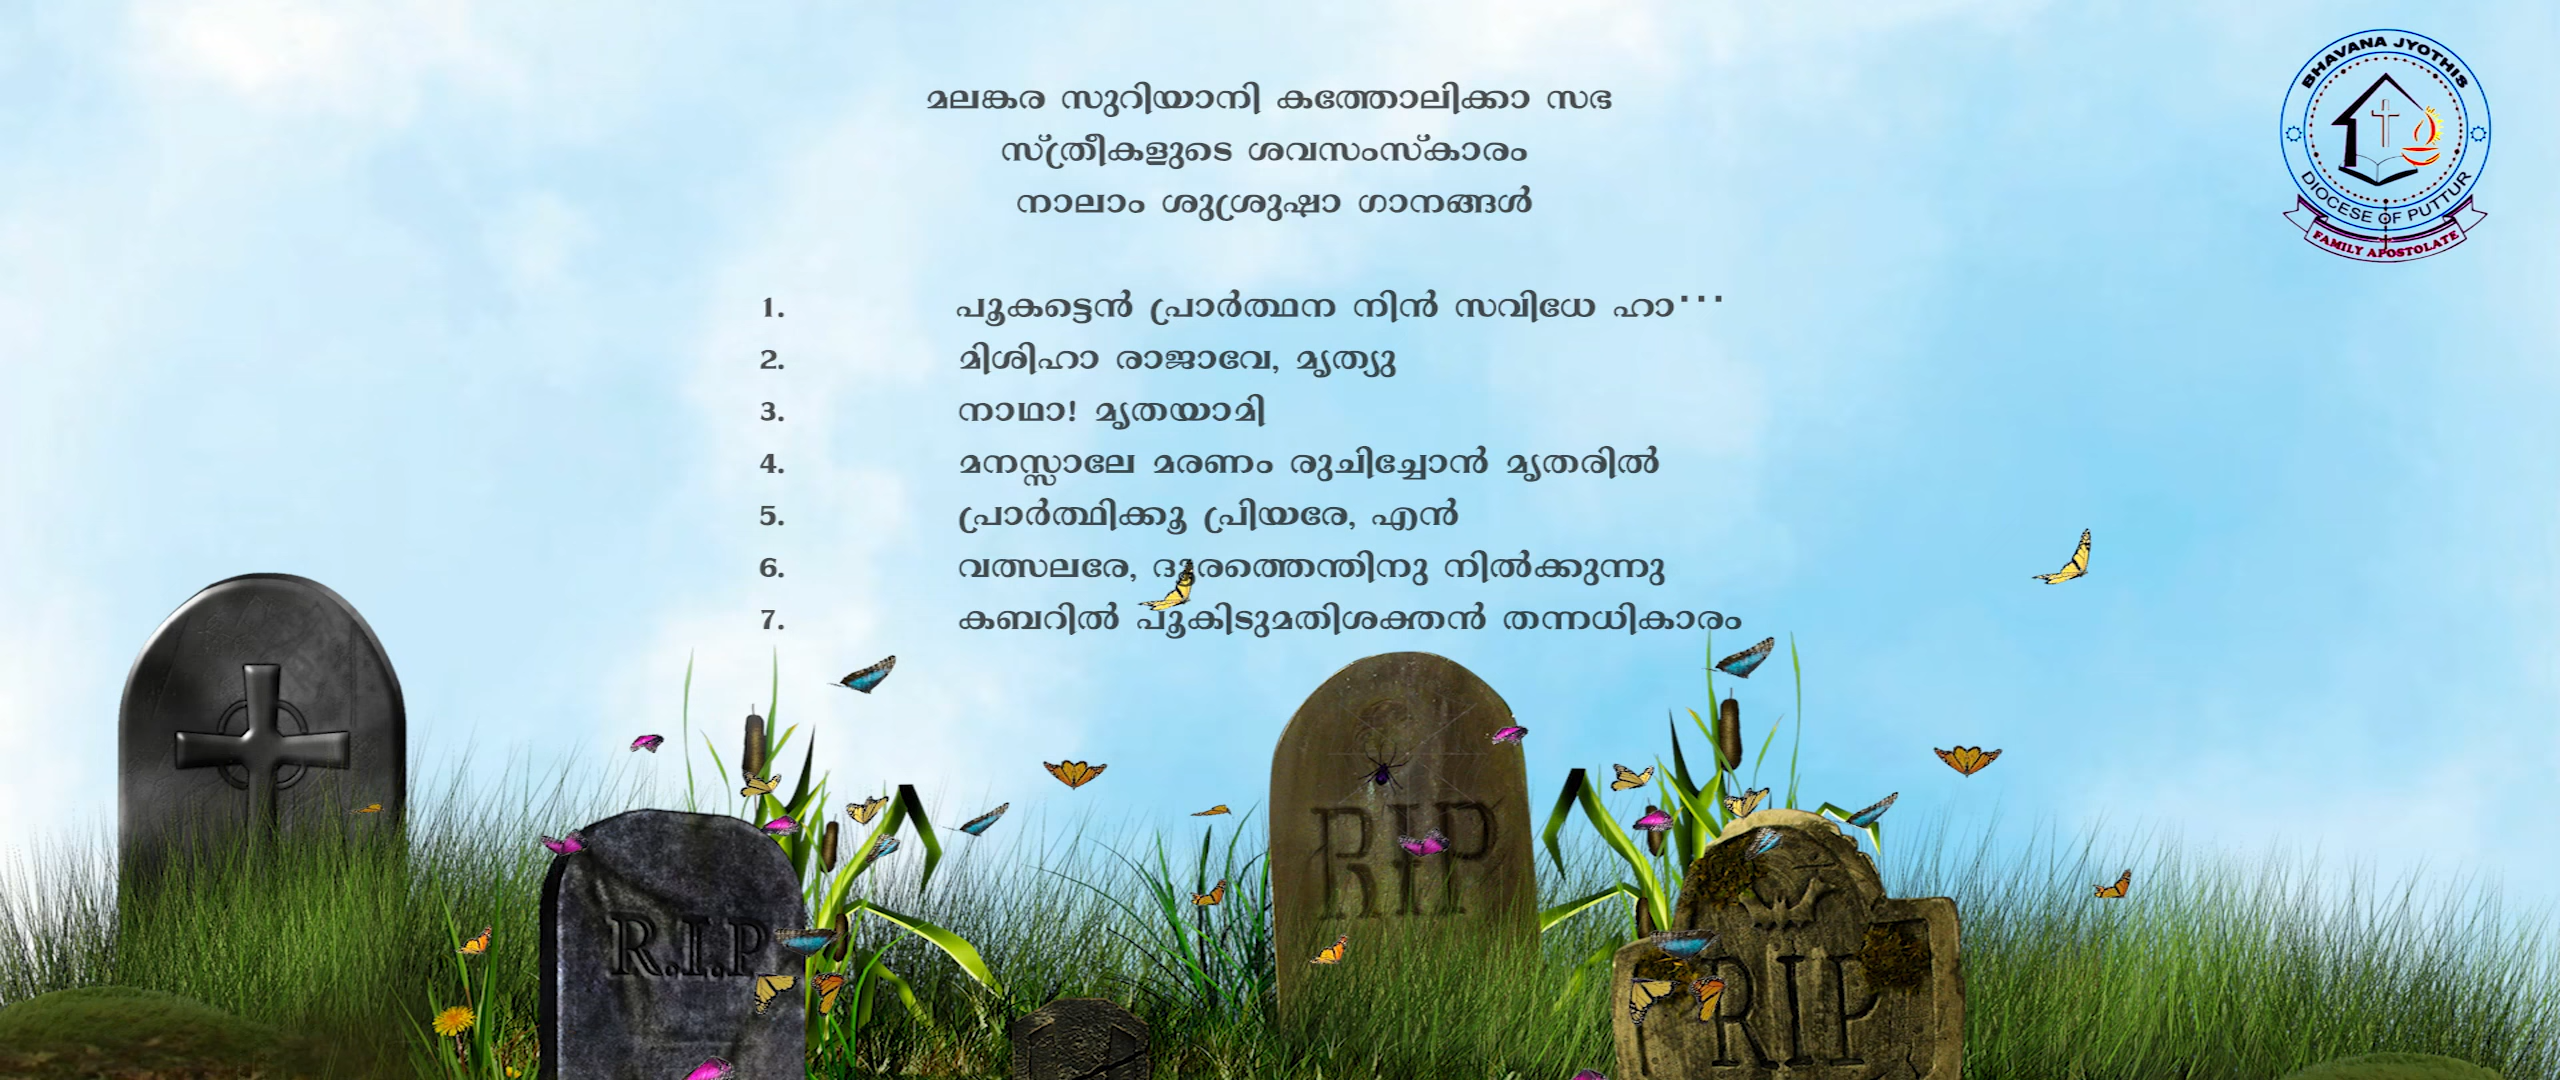 മലങ്കര സുറിയാനി കത്തോലിക്കാ സഭ
സ്ത്രീകളുടെ ശവസംസ്കാരം
നാലാം ശുശ്രുഷാ ഗാനങ്ങൾ
1. പൂകട്ടെൻ പ്രാർത്ഥന നിൻ സവിധേ ഹാ...
2. മിശിഹാ രാജാവേ, മൃത്യു
3. നാഥാ! മൃതയാമി
4. മനസ്സാലേ മരണം രുചിച്ചോൻ മൃതരിൽ
5. പ്രാർത്ഥിക്കൂ പ്രിയരേ, എൻ
6. വത്സലരേ, ദൂരത്തെന്തിനു നിൽക്കുന്നു
7. കബറിൽ പൂകിടുമതിശക്തൻ തന്നധികാരം
BHAVANA JYOTHIS
DIOCESE OF PUTTUR
FAMILY APOSTOLATE
R.I.P
RIP
RIP